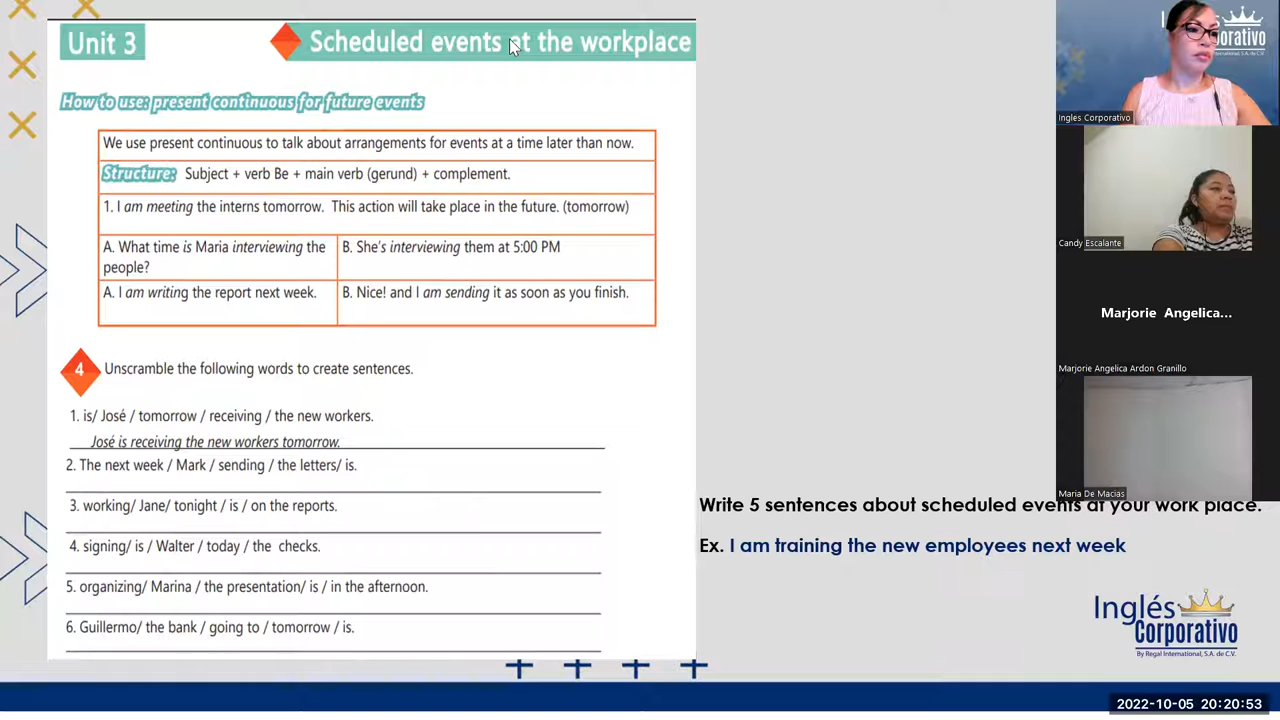 Unit 3
Scheduled events at the workplace
How to use: present continuous for future events
We use present continuous to talk about arrangements for events at a time later than now.
Structure: Subject + verb Be + main verb (gerund) + complement.
1. I am meeting the interns tomorrow. This action will take place in the future. (tomorrow)
A. What time is Maria interviewing the people?
B. She's interviewing them at 5:00 PM
A. I am writing the report next week.
B. Nice! and I am sending it as soon as you finish.
4 Unscramble the following words to create sentences.
1. is/ José / tomorrow / receiving / the new workers.
José is receiving the new workers tomorrow.
2. The next week / Mark / sending / the letters/ is.
3. working/ Jane/ tonight / is / on the reports.
4. signing/ is / Walter / today / the checks.
5. organizing/ Marina / the presentation/ is / in the afternoon.
6. Guillermo/ the bank / going to / tomorrow / is.
Write 5 sentences about scheduled events at your work place.
Ex. I am training the new employees next week
Inglés
Corporativo
By Regal International, S.A. de C.V.
Ingles Corporativo
Candy Escalante
Marjorie Angelica...
Marjorie Angelica Ardon Granillo
Maria De Macias
2022-10-05 20:20:53